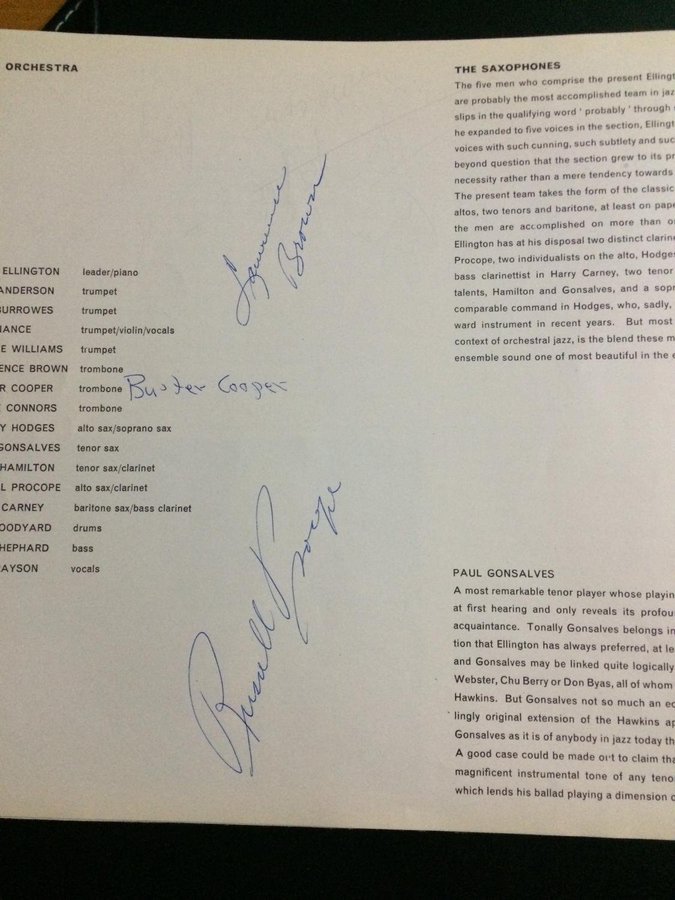 ORCHESTRA
ELLINGTON leader/piano
ANDERSON trumpet
BURROWES trumpet
NANCE trumpet/violin/vocals
E WILLIAMS trumpet
ENCE BROWN trombone
R COOPER trombone Buster Cooper
CONNORS trombone
Y HODGES alto sax/soprano sax
GONSALVES tenor sax
HAMILTON tenor sax/clarinet
L PROCOPE alto sax/clarinet
CARNEY baritone sax/bass clarinet
OODYARD drums
HEPHARD bass
AYSON vocals
Lawrence
Brown
Russell Procope
THE SAXOPHONES
The five men who comprise the present Ellingt
are probably the most accomplished team in jaz
slips in the qualifying word ' probably ' through
he expanded to five voices in the section, Ellingt
voices with such cunning, such subtlety and suc
beyond question that the section grew to its pr
necessity rather than a mere tendency towards
The present team takes the form of the classic
altos, two tenors and baritone, at least on pape
the men are accomplished on more than o
Ellington has at his disposal two distinct clarine
Procope, two individualists on the alto, Hodges
bass clarinettist in Harry Carney, two tenor
talents, Hamilton and Gonsalves, and a sopr
comparable command in Hodges, who, sadly,
ward instrument in recent years. But most
context of orchestral jazz, is the blend these m
ensemble sound one of most beautiful in the e
PAUL GONSALVES
A most remarkable tenor player whose playin
at first hearing and only reveals its profou
acquaintance. Tonally Gonsalves belongs in
tion that Ellington has always preferred, at le
and Gonsalves may be linked quite logically
Webster, Chu Berry or Don Byas, all of whom
Hawkins. But Gonsalves not so much an ec
lingly original extension of the Hawkins ap
Gonsalves as it is of anybody in jazz today th
A good case could be made out to claim tha
magnificent instrumental tone of any teno
which lends his ballad playing a dimension o